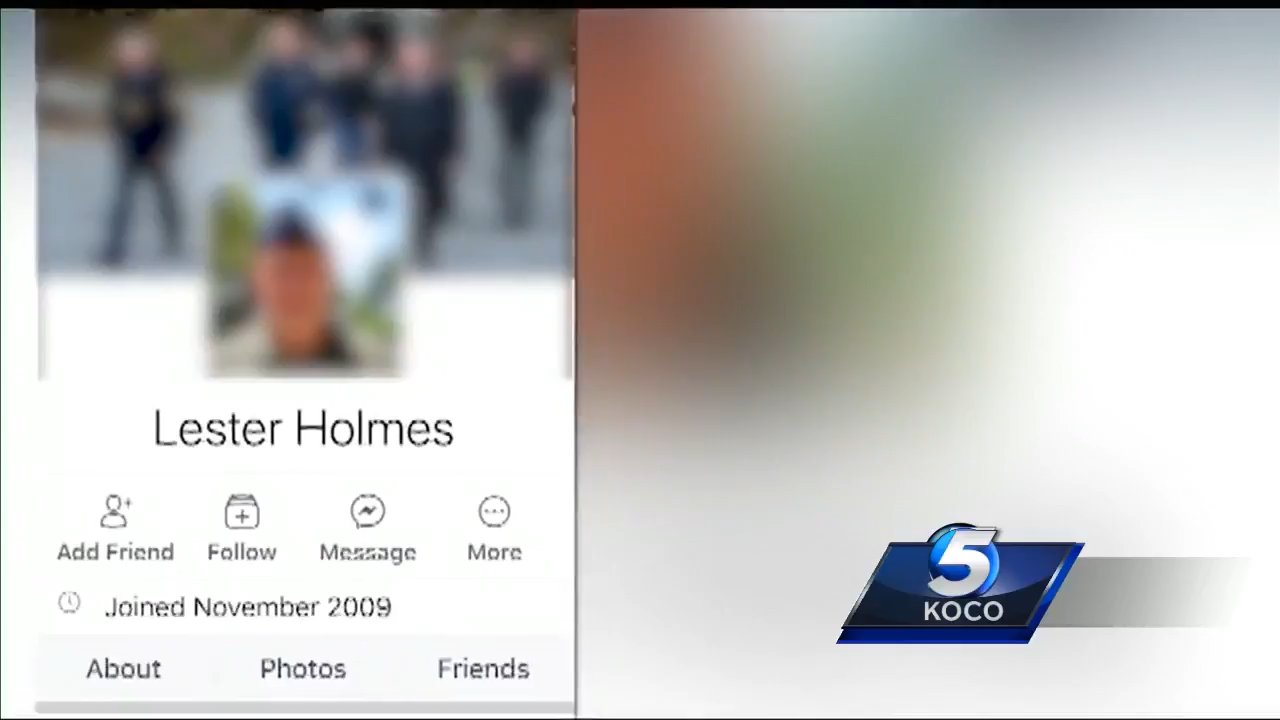 Lester Holmes
Add Friend Follow Message More
Joined November 2009
About Photos Friends
5
KOCO